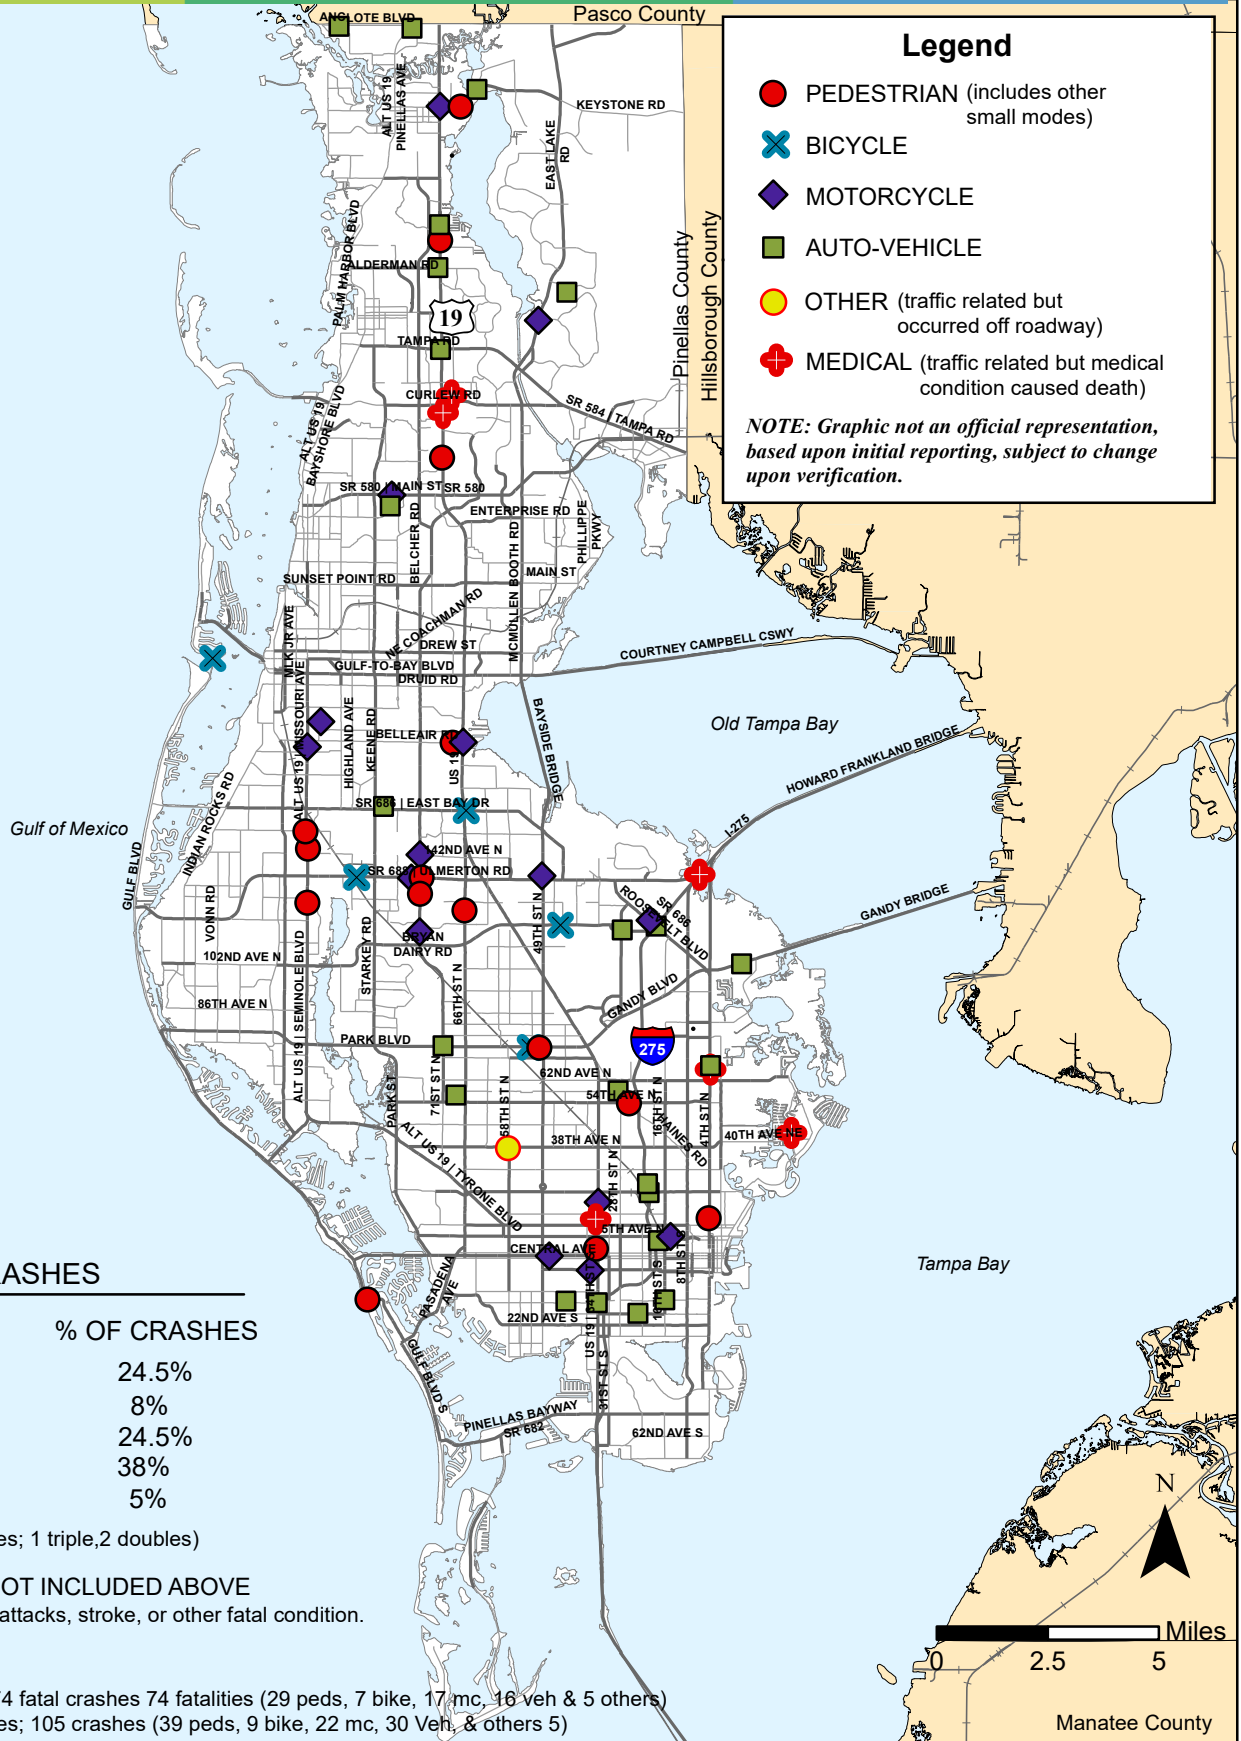 Pasco County
ANCLOTE BLVD
Legend
PEDESTRIAN (includes other
small modes)
BICYCLE
MOTORCYCLE
AUTO-VEHICLE
OTHER (traffic related but
occurred off roadway)
MEDICAL (traffic related but medical
condition caused death)
NOTE: Graphic not an official representation,
based upon initial reporting, subject to change
upon verification.
ALT US 19
PINELLAS AVE
KEYSTONE RD
EAST LAKE
RD
PALM HARBOR BLVD
ALDERMAN RD
Pinellas County
Hillsborough County
19
TAMPA RD
CURLEW RD
SR 584 / TAMPA RD
ALT US 19
BAYSHORE BLVD
SR 580 | MAIN ST
SR 580
ENTERPRISE RD
BELCHER RD
MCMULLEN BOOTH RD
PHILLIPPE
PKWY
MAIN ST
SUNSET POINT RD
NE COACHMAN RD
MLK JR AVE
DREW ST
GULF-TO-BAY BLVD
DRUID RD
COURTNEY CAMPBELL CSWY
ALT US 19 | MISSOURI AVE
HIGHLAND AVE
KEENE RD
BELLEAIR
US 19
BAYSIDE BRIDGE
Old Tampa Bay
HOWARD FRANKLAND BRIDGE
I-275
SR 686 | EAST BAY DR
Gulf of Mexico
INDIAN ROCKS RD
GULF BLVD
142ND AVE N
SR 688 | ULMERTON RD
VONN RD
STARKEY RD
49TH ST N
ROOSEVELT BLVD
SR 686
GANDY BRIDGE
BRYAN
DAIRY RD
102ND AVE N
66TH ST N
86TH AVE N
GANDY BLVD
ALT US 19 | SEMINOLE BLVD
PARK BLVD
275
62ND AVE N
71ST ST N
PARK ST
58TH ST N
54TH AVE N
16TH ST N
HAINES RD
4TH ST N
40TH AVE NE
38TH AVE N
ALT US 19 | TYRONE BLVD
28TH ST N
5TH AVE N
CENTRAL AVE
8TH ST S
16TH ST S
Tampa Bay
PASADENA
AVE
22ND AVE S
US 19 | 34TH ST S
31ST ST S
GULF BLVD S
PINELLAS BAYWAY
SR 682
62ND AVE S
ASHES
% OF CRASHES
24.5%
8%
24.5%
38%
5%
es; 1 triple,2 doubles)
OT INCLUDED ABOVE
attacks, stroke, or other fatal condition.
N
Miles
0 2.5 5
74 fatal crashes 74 fatalities (29 peds, 7 bike, 17 mc, 16 veh & 5 others)
es; 105 crashes (39 peds, 9 bike, 22 mc, 30 Veh, & others 5)
Manatee County